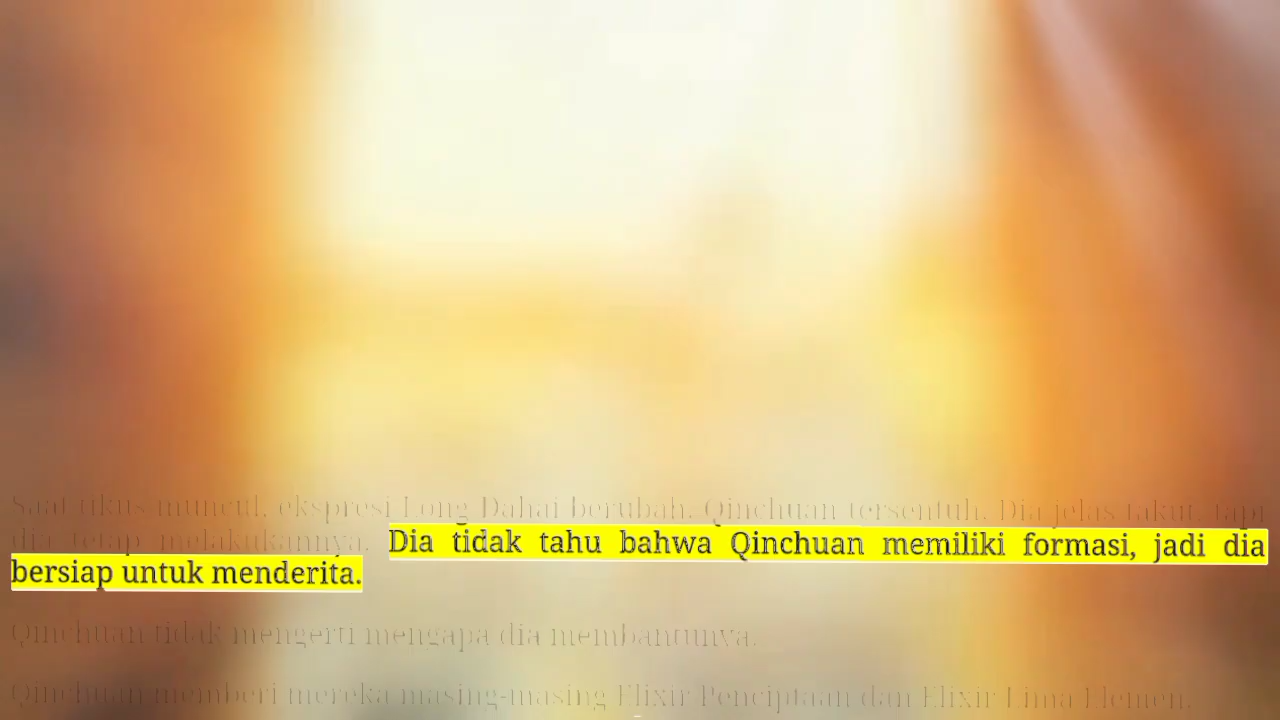 Saat tikus muncul, ekspresi Long Dahai berubah. Qinchuan tersentuh. Dia jelas takut, tapi
dia tetap melakukannya. Dia tidak tahu bahwa Qinchuan memiliki formasi, jadi dia
bersiap untuk menderita.
Qinchuan tidak mengerti mengapa dia membantunya.
Qinchuan memberi mereka masing-masing Elixir Penciptaan dan Elixir Lima Elemen.